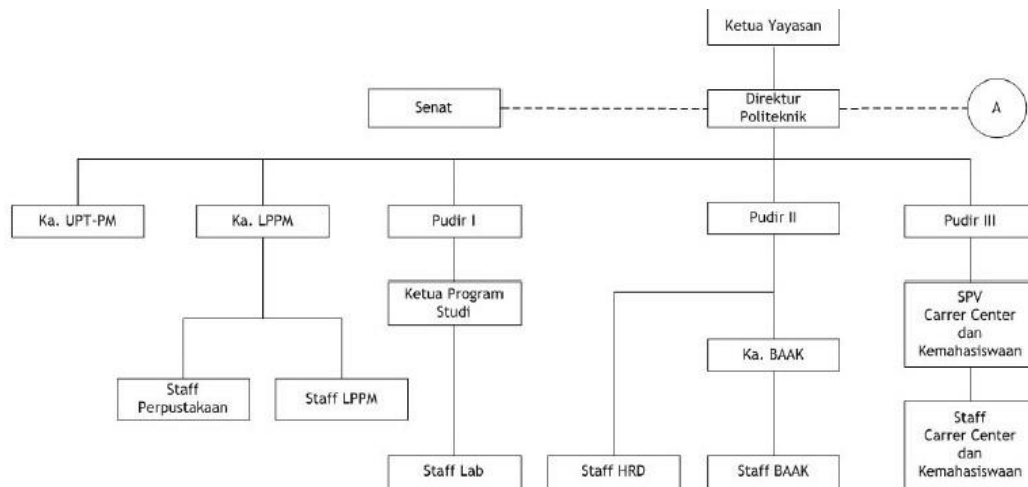 Ketua Yayasan
Senat
Direktur
Politeknik
A
Ka. UPT-PM
Ka. LPPM
Pudir I
Pudir II
Pudir III
Ketua Program
Studi
SPV
Carrer Center
dan
Kemahasiswaan
Ka. BAAK
Staff
Perpustakaan
Staff LPPM
Staff
Carrer Center
dan
Kemahasiswaan
Staff Lab
Staff HRD
Staff BAAK